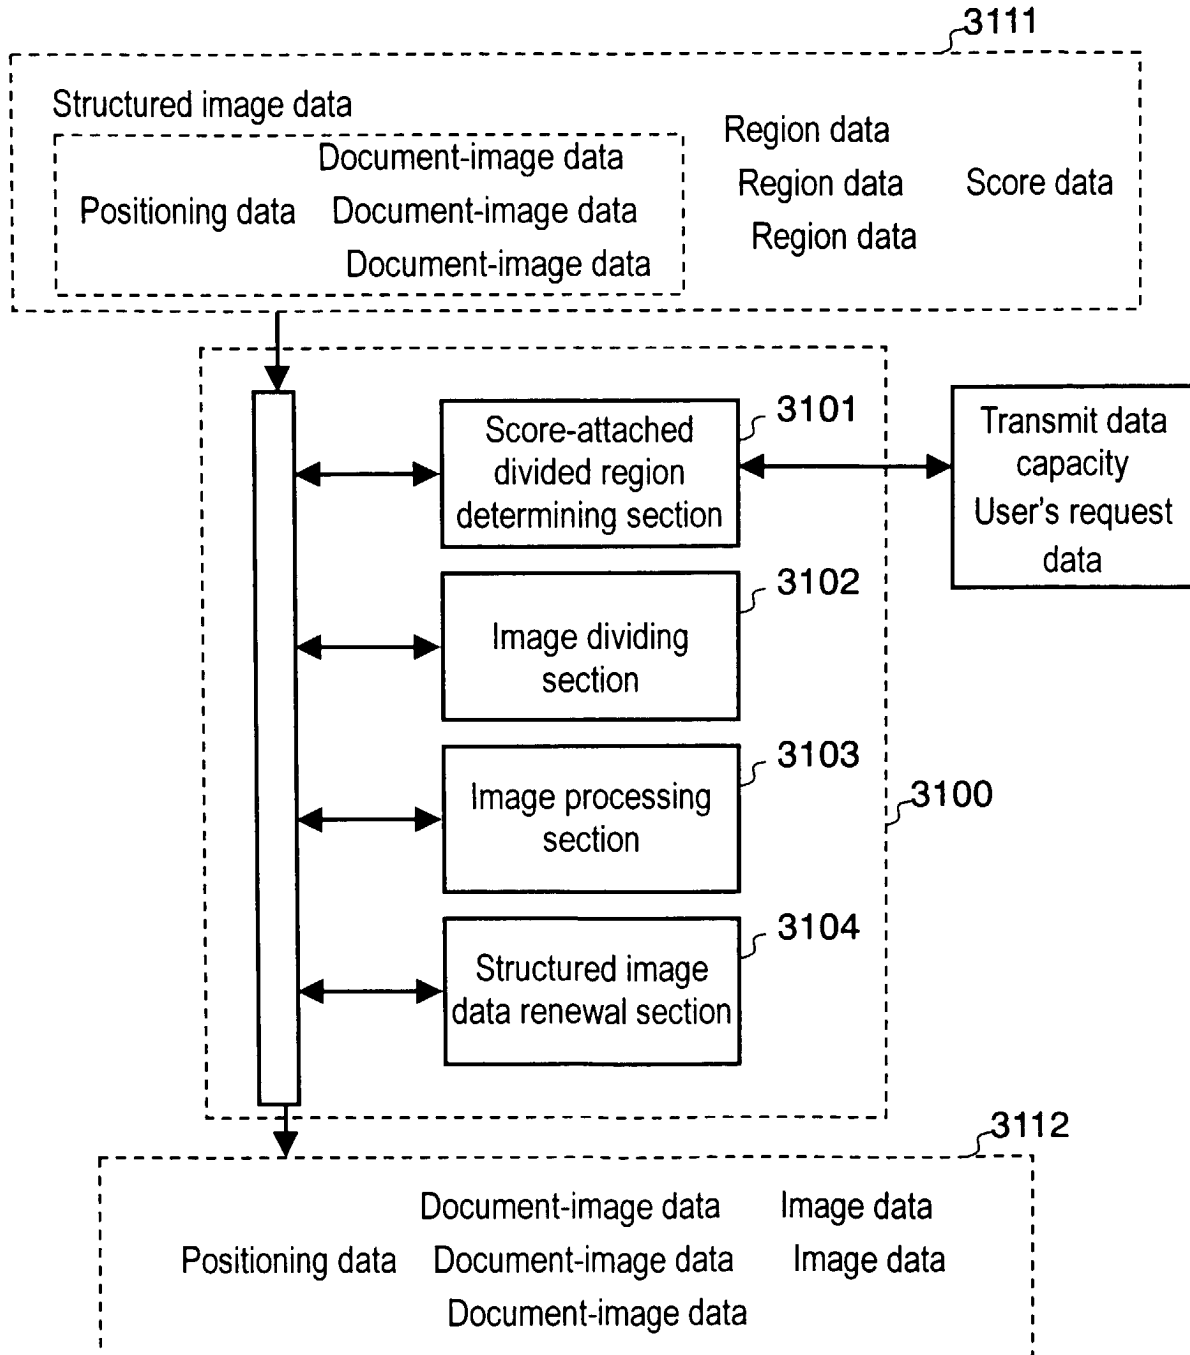 3111
Structured image data
Document-image data
Positioning data Document-image data
Document-image data
Region data
Region data Score data
Region data
3101
Score-attached
divided region
determining section
Transmit data
capacity
User's request
data
3102
Image dividing
section
3103
Image processing
section
3100
3104
Structured image
data renewal section
3112
Document-image data Image data
Positioning data Document-image data Image data
Document-image data